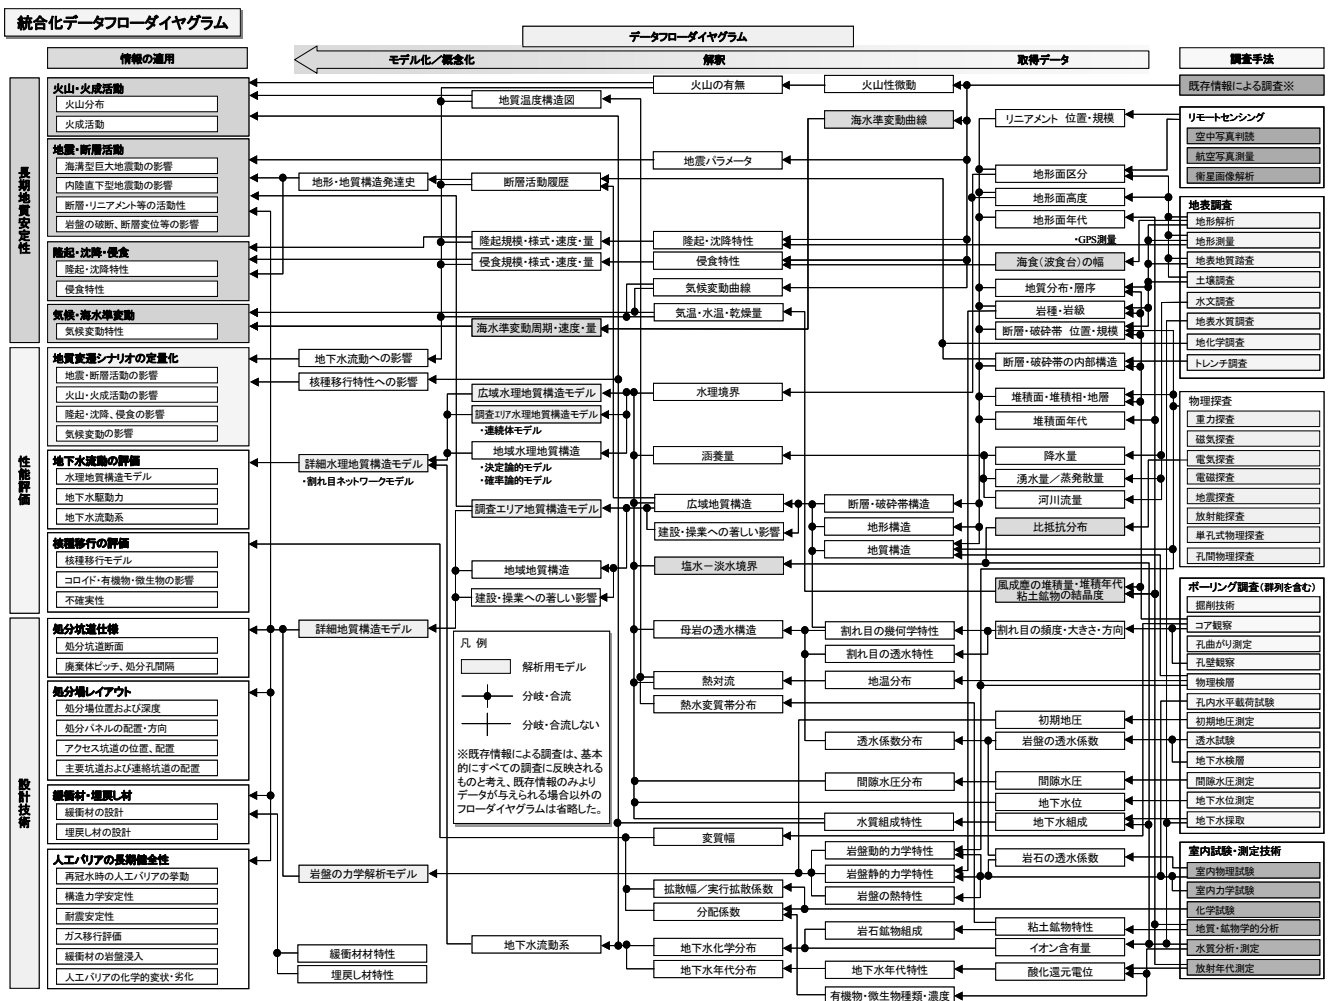 統合化データフローダイヤグラム
データフローダイヤグラム
情報の適用
モデル化／概念化
解釈
取得データ
調査手法
長期地質安定性
火山・火成活動
火山分布
火成活動
地震・断層活動
海溝型巨大地震動の影響
内陸直下型地震動の影響
断層・リニアメント等の活動性
岩盤の破断、断層変位等の影響
隆起・沈降・侵食
隆起・沈降特性
侵食特性
気候・海水準変動
気候変動特性
性能評価
地質変遷シナリオの定量化
地震・断層活動の影響
火山・火成活動の影響
隆起・沈降、侵食の影響
気候変動の影響
地下水流動の評価
水理地質構造モデル
地下水駆動力
地下水流動系
核種移行の評価
核種移行モデル
コロイド・有機物・微生物の影響
不確実性
設計技術
処分坑道仕様
処分坑道断面
廃棄体ピッチ、処分孔間隔
処分場レイアウト
処分場位置および深度
処分パネルの配置・方向
アクセス坑道の位置、配置
主要坑道および連絡坑道の配置
緩衝材・埋戻し材
緩衝材の設計
埋戻し材の設計
人工バリアの長期健全性
再冠水時の人工バリアの挙動
構造力学安定性
耐震安定性
ガス移行評価
緩衝材の岩盤浸入
人工バリアの化学的変状・劣化
地形・地質構造発達史
地下水流動への影響
核種移行特性への影響
詳細水理地質構造モデル
・割れ目ネットワークモデル
詳細地質構造モデル
岩盤の力学解析モデル
緩衝材材特性
埋戻し材特性
地質温度構造図
断層活動履歴
隆起規模・様式・速度・量
侵食規模・様式・速度・量
海水準変動周期・速度・量
広域水理地質構造モデル
調査エリア水理地質構造モデル
・連続体モデル
地域水理地質構造
・決定論的モデル
・確率論的モデル
調査エリア地質構造モデル
地域地質構造
建設・操業への著しい影響
凡 例
解析用モデル
分岐・合流
分岐・合流しない
※既存情報による調査は、基本
的にすべての調査に反映される
ものと考え、既存情報のみより
データが与えられる場合以外の
フローダイヤグラムは省略した。
地下水流動系
火山の有無
地震パラメータ
隆起・沈降特性
侵食特性
気候変動曲線
気温・水温・乾燥量
水理境界
涵養量
広域地質構造
建設・操業への著しい影響
塩水－淡水境界
母岩の透水構造
熱対流
熱水変質帯分布
変質幅
拡散幅／実行拡散係数
分配係数
地下水化学分布
地下水年代分布
火山性微動
海水準変動曲線
断層・破砕帯構造
地形構造
地質構造
割れ目の幾何学特性
割れ目の透水特性
地温分布
透水係数分布
間隙水圧分布
水質組成特性
岩盤動的力学特性
岩盤静的力学特性
岩盤の熱特性
岩石鉱物組成
地下水年代特性
有機物・微生物種類・濃度
リニアメント 位置・規模
地形面区分
地形面高度
地形面年代
・GPS測量
海食（波食台）の幅
地質分布・層序
岩種・岩級
断層・破砕帯 位置・規模
断層・破砕帯の内部構造
堆積面・堆積相・地層
堆積面年代
降水量
湧水量／蒸発散量
河川流量
比抵抗分布
風成塵の堆積量・堆積年代
粘土鉱物の結晶度
割れ目の頻度・大きさ・方向
初期地圧
岩盤の透水係数
間隙水圧
地下水位
地下水組成
岩石の透水係数
粘土鉱物特性
イオン含有量
酸化還元電位
既存情報による調査※
リモートセンシング
空中写真判読
航空写真測量
衛星画像解析
地表調査
地形解析
地形測量
地表地質踏査
土壌調査
水文調査
地表水質調査
地化学調査
トレンチ調査
物理探査
重力探査
磁気探査
電気探査
電磁探査
地震探査
放射能探査
単孔式物理探査
孔間物理探査
ボーリング調査（群列を含む）
掘削技術
コア観察
孔曲がり測定
孔壁観察
物理検層
孔内水平載荷試験
初期地圧測定
透水試験
地下水検層
間隙水圧測定
地下水位測定
地下水採取
室内試験・測定技術
室内物理試験
室内力学試験
化学試験
地質・鉱物学的分析
水質分析・測定
放射年代測定